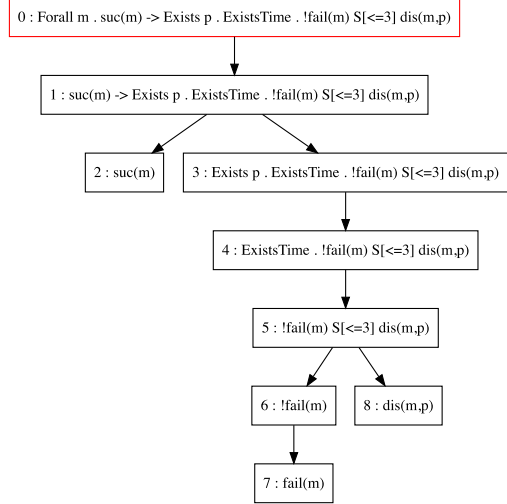 0 : Forall m . suc(m) -> Exists p . ExistsTime . !fail(m) S[<=3] dis(m,p)
1 : suc(m) -> Exists p . ExistsTime . !fail(m) S[<=3] dis(m,p)
2 : suc(m)
3 : Exists p . ExistsTime . !fail(m) S[<=3] dis(m,p)
4 : ExistsTime . !fail(m) S[<=3] dis(m,p)
5 : !fail(m) S[<=3] dis(m,p)
6 : !fail(m)
8 : dis(m,p)
7 : fail(m)